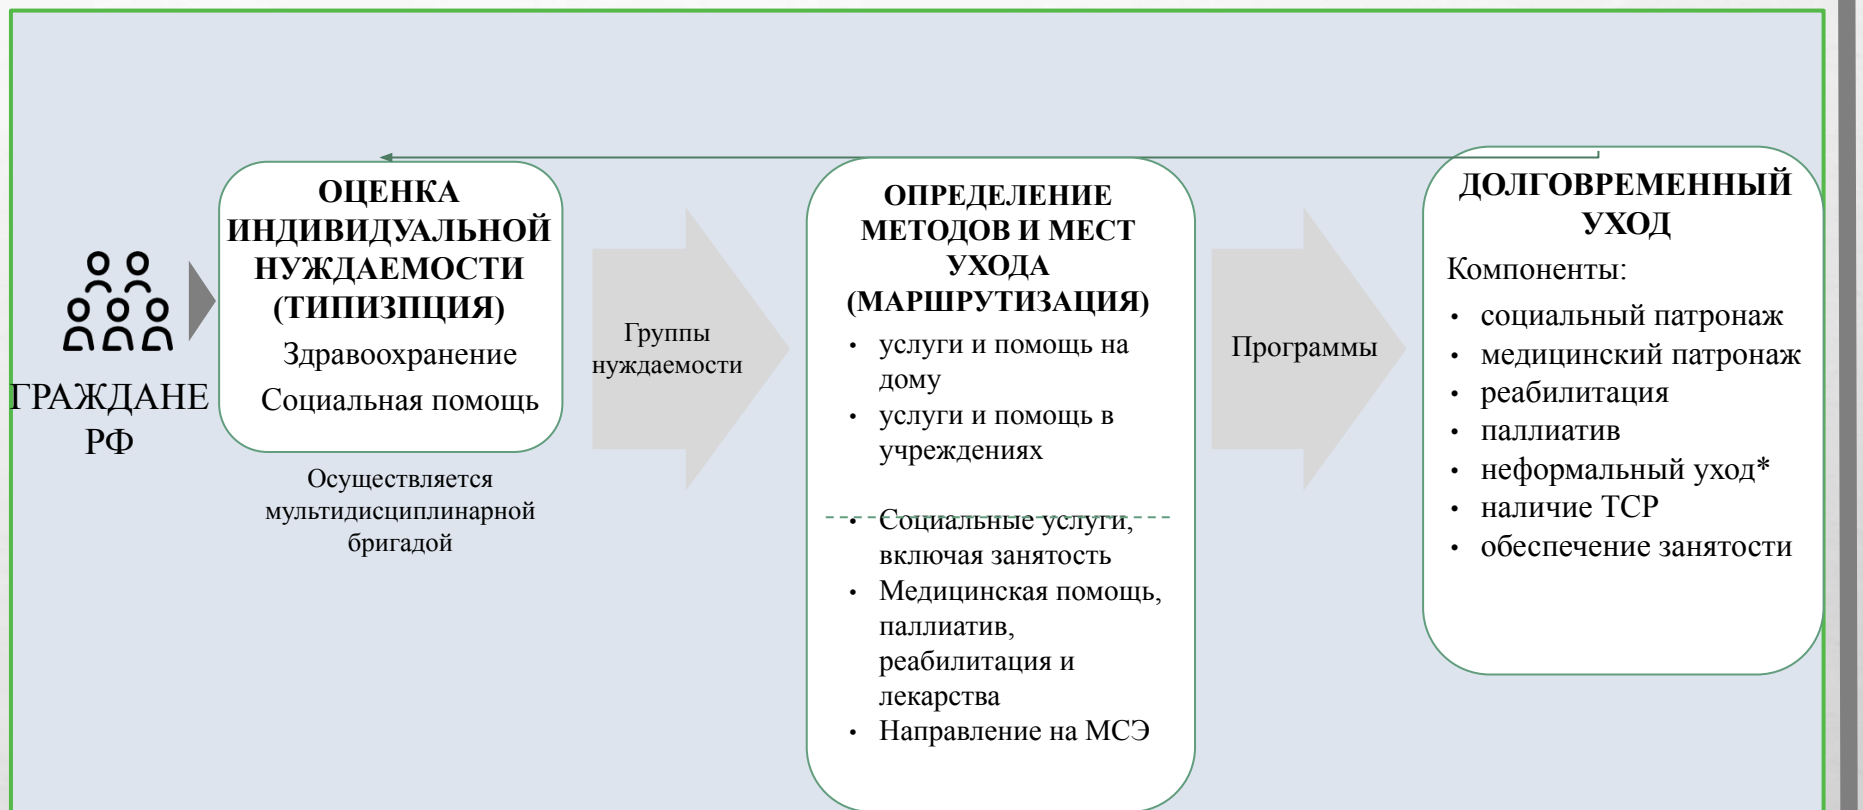 ГРАЖДАНЕ
РФ
ОЦЕНКА
ИНДИВИДУАЛЬНОЙ
НУЖДАЕМОСТИ
(ТИПИЗПЦИЯ)
Здравоохранение
Социальная помощь
Осуществляется
мультидисциплинарной
бригадой
Группы
нуждаемости
ОПРЕДЕЛЕНИЕ
МЕТОДОВ И МЕСТ
УХОДА
(МАРШРУТИЗАЦИЯ)
• услуги и помощь на
дому
• услуги и помощь в
учреждениях
• Социальные услуги,
включая занятость
• Медицинская помощь,
паллиатив,
реабилитация и
лекарства
• Направление на МСЭ
Программы
ДОЛГОВРЕМЕННЫЙ
УХОД
Компоненты:
• социальный патронаж
• медицинский патронаж
• реабилитация
• паллиатив
• неформальный уход*
• наличие ТСР
• обеспечение занятости